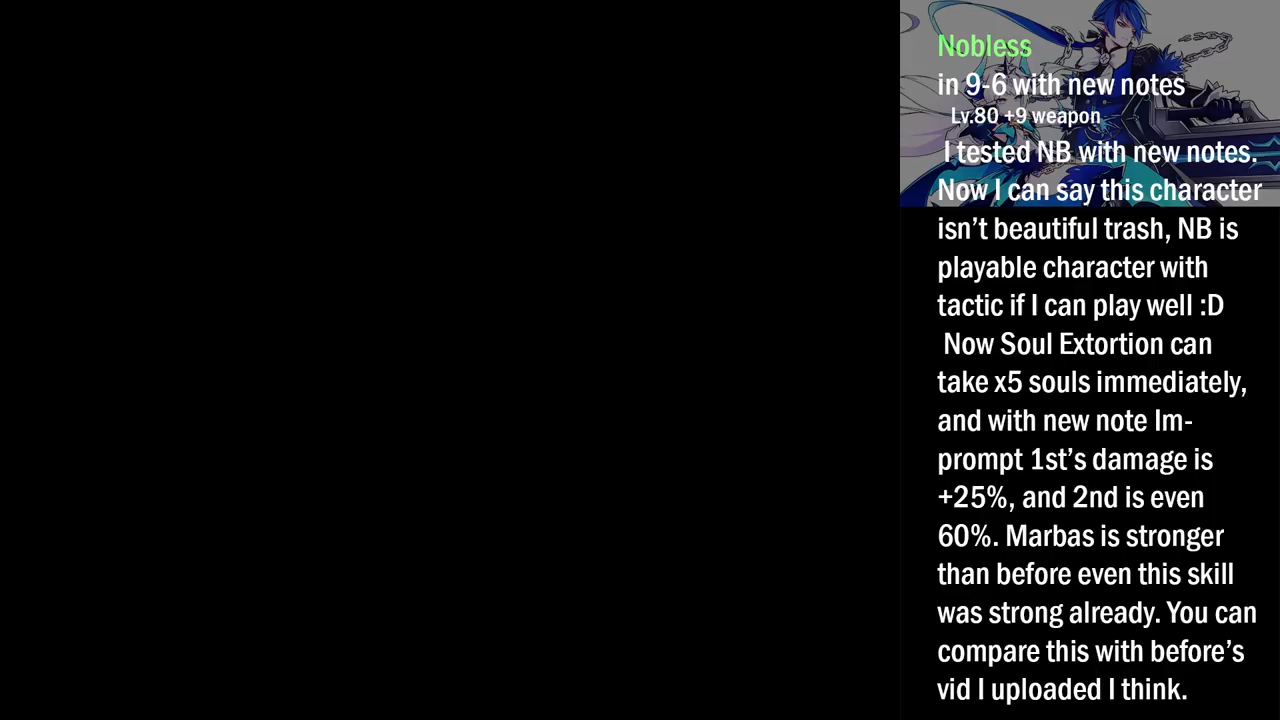 Nobless
in 9-6 with new notes
Lv.80 +9 weapon
I tested NB with new notes.
Now I can say this character
isn't beautiful trash, NB is
playable character with
tactic if I can play well :D
Now Soul Extortion can
take x5 souls immediately,
and with new note Im-
prompt 1st's damage is
+25%, and 2nd is even
60%. Marbas is stronger
than before even this skill
was strong already. You can
compare this with before's
vid I uploaded I think.